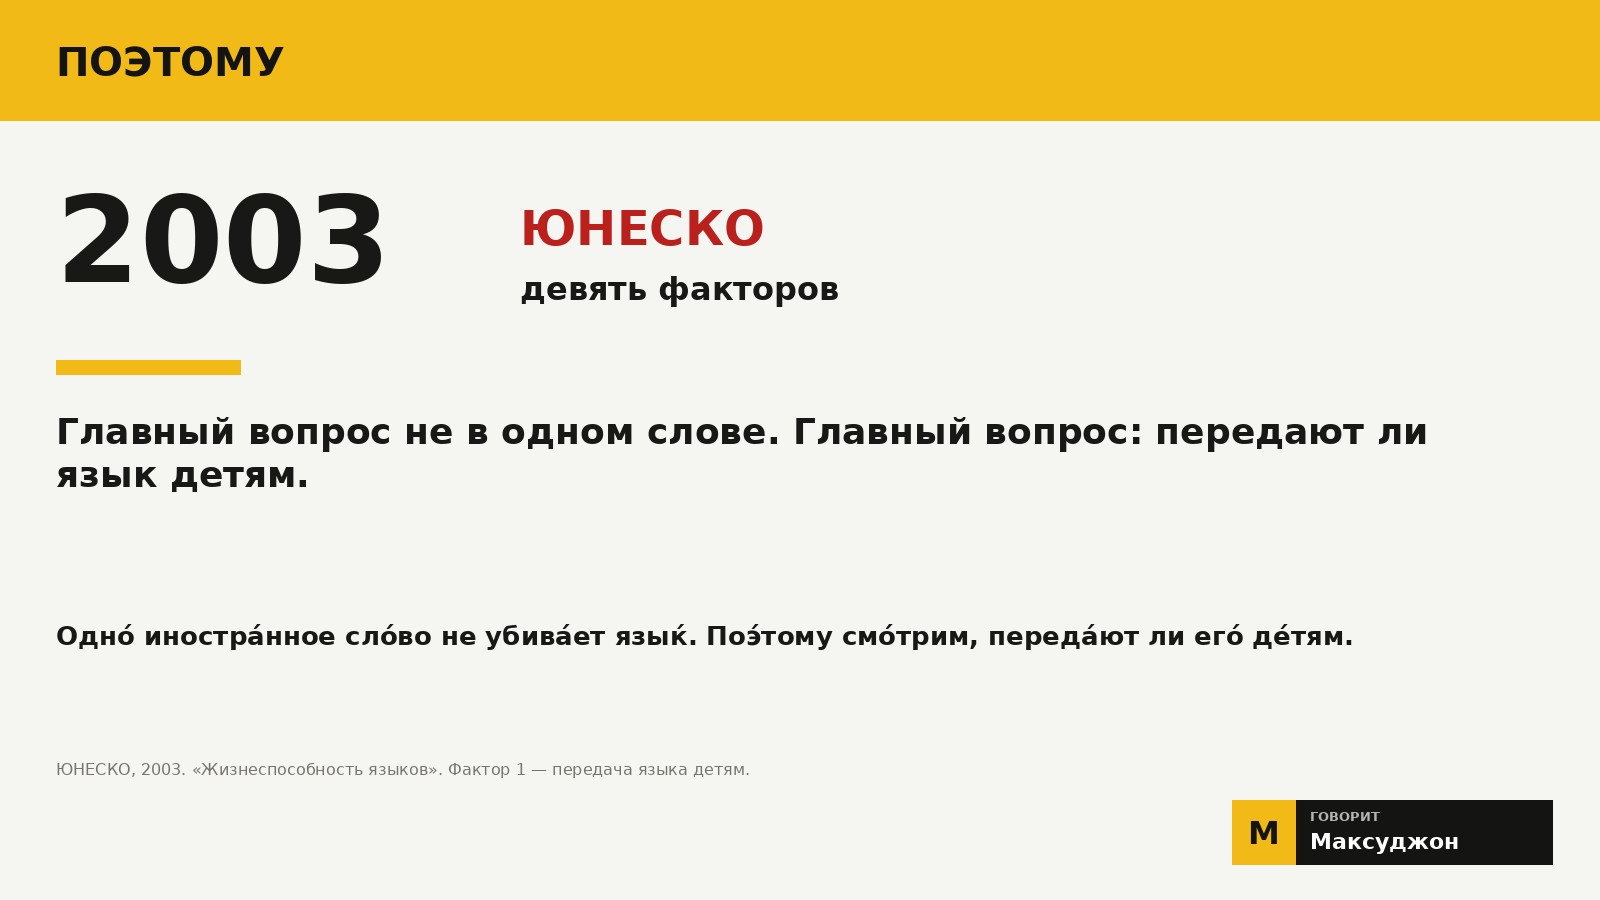 ПОЭТОМУ
2003
ЮНЕСКО
девять факторов
Главный вопрос не в одном слове. Главный вопрос: передают ли
язык детям.
Одно́ иностра́нное сло́во не убива́ет язы́к. Поэ́тому смо́трим, переда́ют ли его́ де́тям.
ЮНЕСКО, 2003. «Жизнеспособность языков». Фактор 1 — передача языка детям.
М
ГОВОРИТ
Максуджон